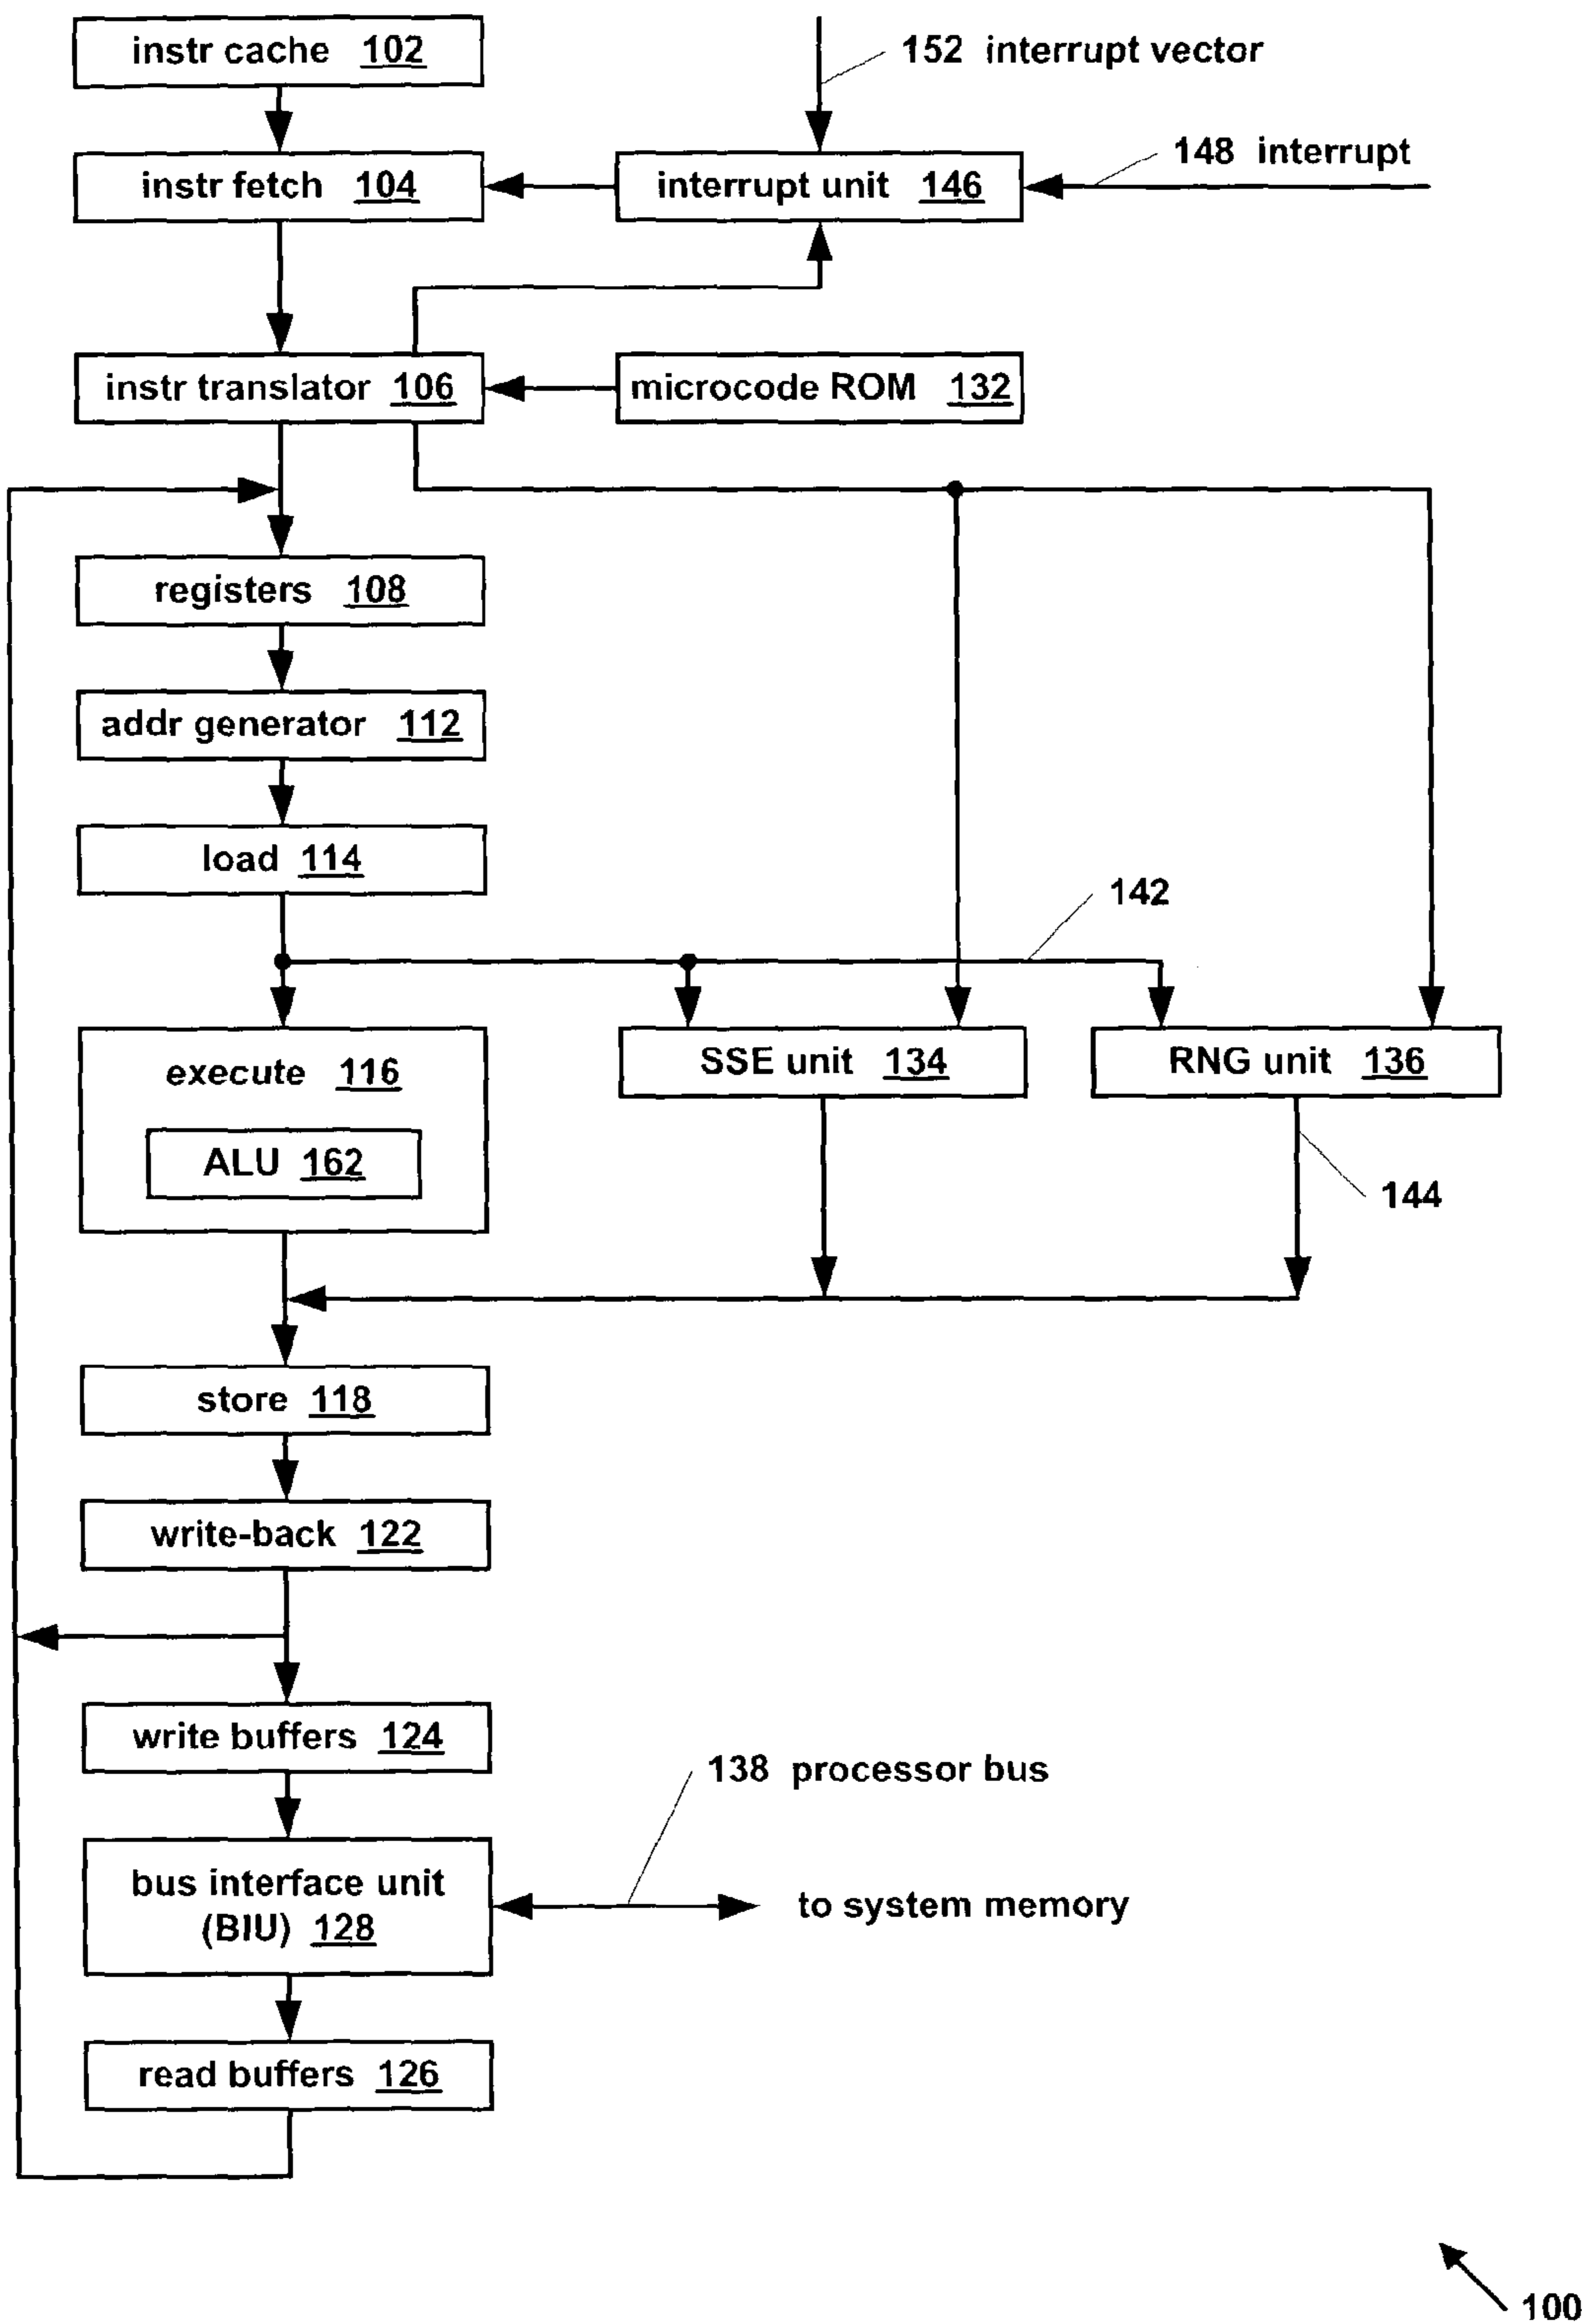 instr cache 102
152 interrupt vector
148 interrupt
instr fetch 104
interrupt unit 146
instr translator 106
microcode ROM 132
registers 108
addr generator 112
load 114
142
execute 116
SSE unit 134
RNG unit 136
ALU 162
144
store 118
write-back 122
write buffers 124
138 processor bus
bus interface unit
(BIU) 128
to system memory
read buffers 126
100